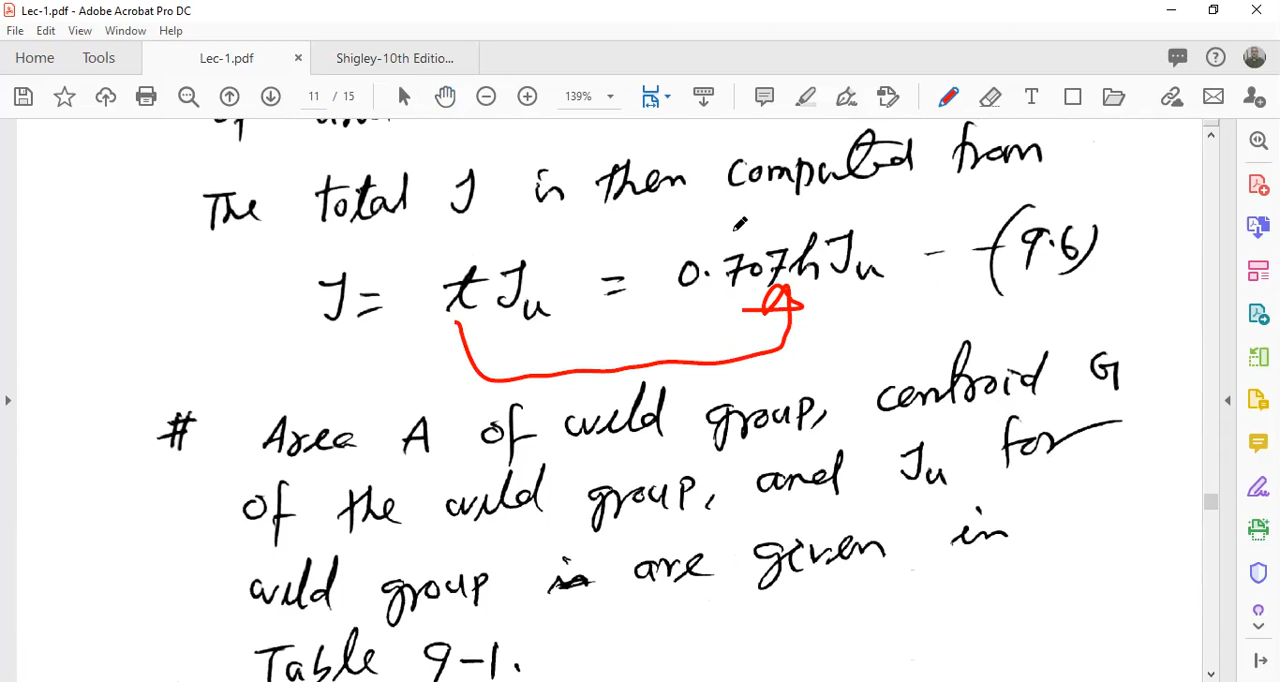 Lec-1.pdf - Adobe Acrobat Pro DC
File Edit View Window Help
Home Tools Lec-1.pdf × Shigley-10th Editio...
11 / 15 139%
The total J is then computed from
J = t Ju = 0.707h Ju - (9.6)
# Area A of weld group, centroid G
of the weld group, and Ju for
weld group is are given in
Table 9-1.